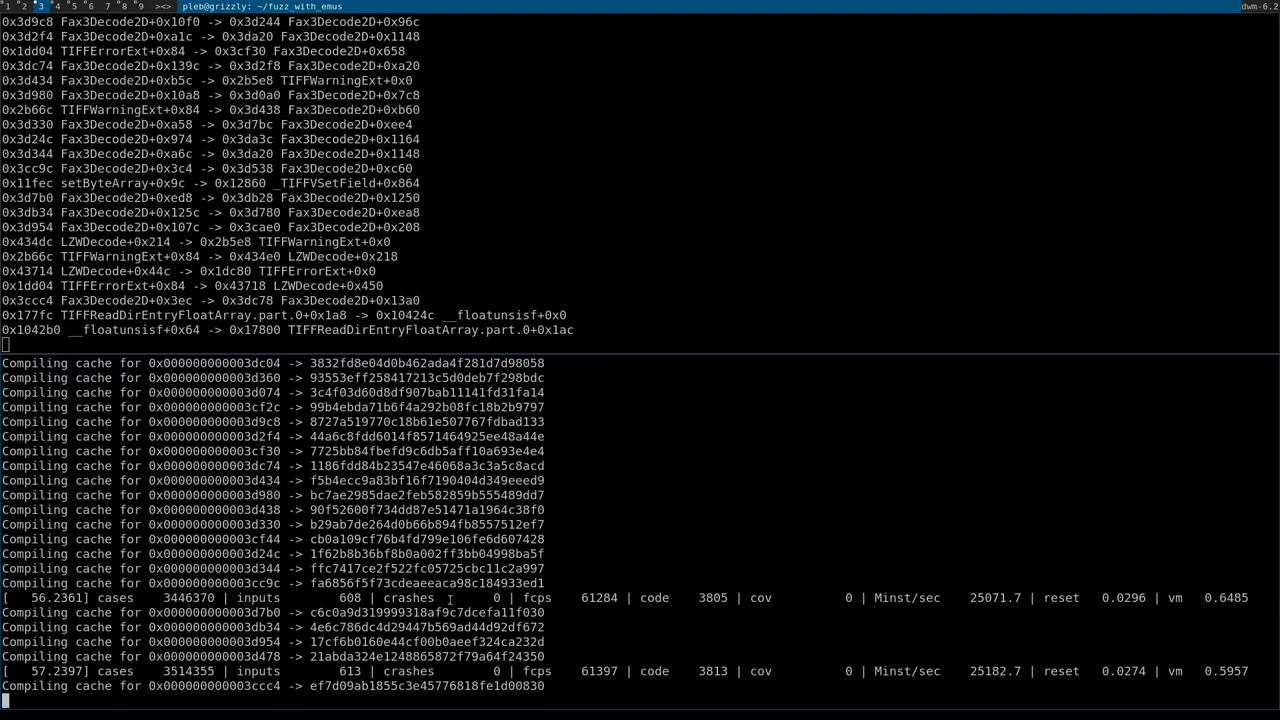 1 2 3 4 5 6 7 8 9 ><> pleb@grizzly: ~/fuzz_with_emus dwm-6.2
0x3d9c8 Fax3Decode2D+0x10f0 -> 0x3d244 Fax3Decode2D+0x96c
0x3d2f4 Fax3Decode2D+0xa1c -> 0x3da20 Fax3Decode2D+0x1148
0x1dd04 TIFFErrorExt+0x84 -> 0x3cf30 Fax3Decode2D+0x658
0x3dc74 Fax3Decode2D+0x139c -> 0x3d2f8 Fax3Decode2D+0xa20
0x3d434 Fax3Decode2D+0xb5c -> 0x2b5e8 TIFFWarningExt+0x0
0x3d980 Fax3Decode2D+0x10a8 -> 0x3d0a0 Fax3Decode2D+0x7c8
0x2b66c TIFFWarningExt+0x84 -> 0x3d438 Fax3Decode2D+0xb60
0x3d330 Fax3Decode2D+0xa58 -> 0x3d7bc Fax3Decode2D+0xee4
0x3d24c Fax3Decode2D+0x974 -> 0x3da3c Fax3Decode2D+0x1164
0x3d344 Fax3Decode2D+0xa6c -> 0x3da20 Fax3Decode2D+0x1148
0x3cc9c Fax3Decode2D+0x3c4 -> 0x3d538 Fax3Decode2D+0xc60
0x11fec setByteArray+0x9c -> 0x12860 _TIFFVSetField+0x864
0x3d7b0 Fax3Decode2D+0xed8 -> 0x3db28 Fax3Decode2D+0x1250
0x3db34 Fax3Decode2D+0x125c -> 0x3d780 Fax3Decode2D+0xea8
0x3d954 Fax3Decode2D+0x107c -> 0x3cae0 Fax3Decode2D+0x208
0x434dc LZWDecode+0x214 -> 0x2b5e8 TIFFWarningExt+0x0
0x2b66c TIFFWarningExt+0x84 -> 0x434e0 LZWDecode+0x218
0x43714 LZWDecode+0x44c -> 0x1dc80 TIFFErrorExt+0x0
0x1dd04 TIFFErrorExt+0x84 -> 0x43718 LZWDecode+0x450
0x3ccc4 Fax3Decode2D+0x3ec -> 0x3dc78 Fax3Decode2D+0x13a0
0x177fc TIFFReadDirEntryFloatArray.part.0+0x1a8 -> 0x10424c __floatunsisf+0x0
0x1042b0 __floatunsisf+0x64 -> 0x17800 TIFFReadDirEntryFloatArray.part.0+0x1ac
Compiling cache for 0x000000000003dc04 -> 3832fd8e04d0b462ada4f281d7d98058
Compiling cache for 0x000000000003d360 -> 93553eff258417213c5d0deb7f298bdc
Compiling cache for 0x000000000003d074 -> 3c4f03d60d8df907bab11141fd31fa14
Compiling cache for 0x000000000003cf2c -> 99b4ebda71b6f4a292b08fc18b2b9797
Compiling cache for 0x000000000003d9c8 -> 8727a519770c18b61e507767fdbad133
Compiling cache for 0x000000000003d2f4 -> 44a6c8fdd6014f8571464925ee48a44e
Compiling cache for 0x000000000003cf30 -> 7725bb84fbefd9c6db5aff10a693e4e4
Compiling cache for 0x000000000003dc74 -> 1186fdd84b23547e46068a3c3a5c8acd
Compiling cache for 0x000000000003d434 -> f5b4ecc9a83bf16f7190404d349eeed9
Compiling cache for 0x000000000003d980 -> bc7ae2985dae2feb582859b555489dd7
Compiling cache for 0x000000000003d438 -> 90f52600f734dd87e51471a1964c38f0
Compiling cache for 0x000000000003d330 -> b29ab7de264d0b66b894fb8557512ef7
Compiling cache for 0x000000000003cf44 -> cb0a109cf76b4fd799e106fe6d607428
Compiling cache for 0x000000000003d24c -> 1f62b8b36bf8b0a002ff3bb04998ba5f
Compiling cache for 0x000000000003d344 -> ffc7417ce2f522fc05725cbc11c2a997
Compiling cache for 0x000000000003cc9c -> fa6856f5f73cdeaeeaca98c184933ed1
[ 56.2361] cases 3446370 | inputs 608 | crashes 0 | fcps 61284 | code 3805 | cov 0 | Minst/sec 25071.7 | reset 0.0296 | vm 0.6485
Compiling cache for 0x000000000003d7b0 -> c6c0a9d319999318af9c7dcefa11f030
Compiling cache for 0x000000000003db34 -> 4e6c786dc4d29447b569ad44d92df672
Compiling cache for 0x000000000003d954 -> 17cf6b0160e44cf00b0aeef324ca232d
Compiling cache for 0x000000000003d478 -> 21abda324e1248865872f79a64f24350
[ 57.2397] cases 3514355 | inputs 613 | crashes 0 | fcps 61397 | code 3813 | cov 0 | Minst/sec 25182.7 | reset 0.0274 | vm 0.5957
Compiling cache for 0x000000000003ccc4 -> ef7d09ab1855c3e45776818fe1d00830